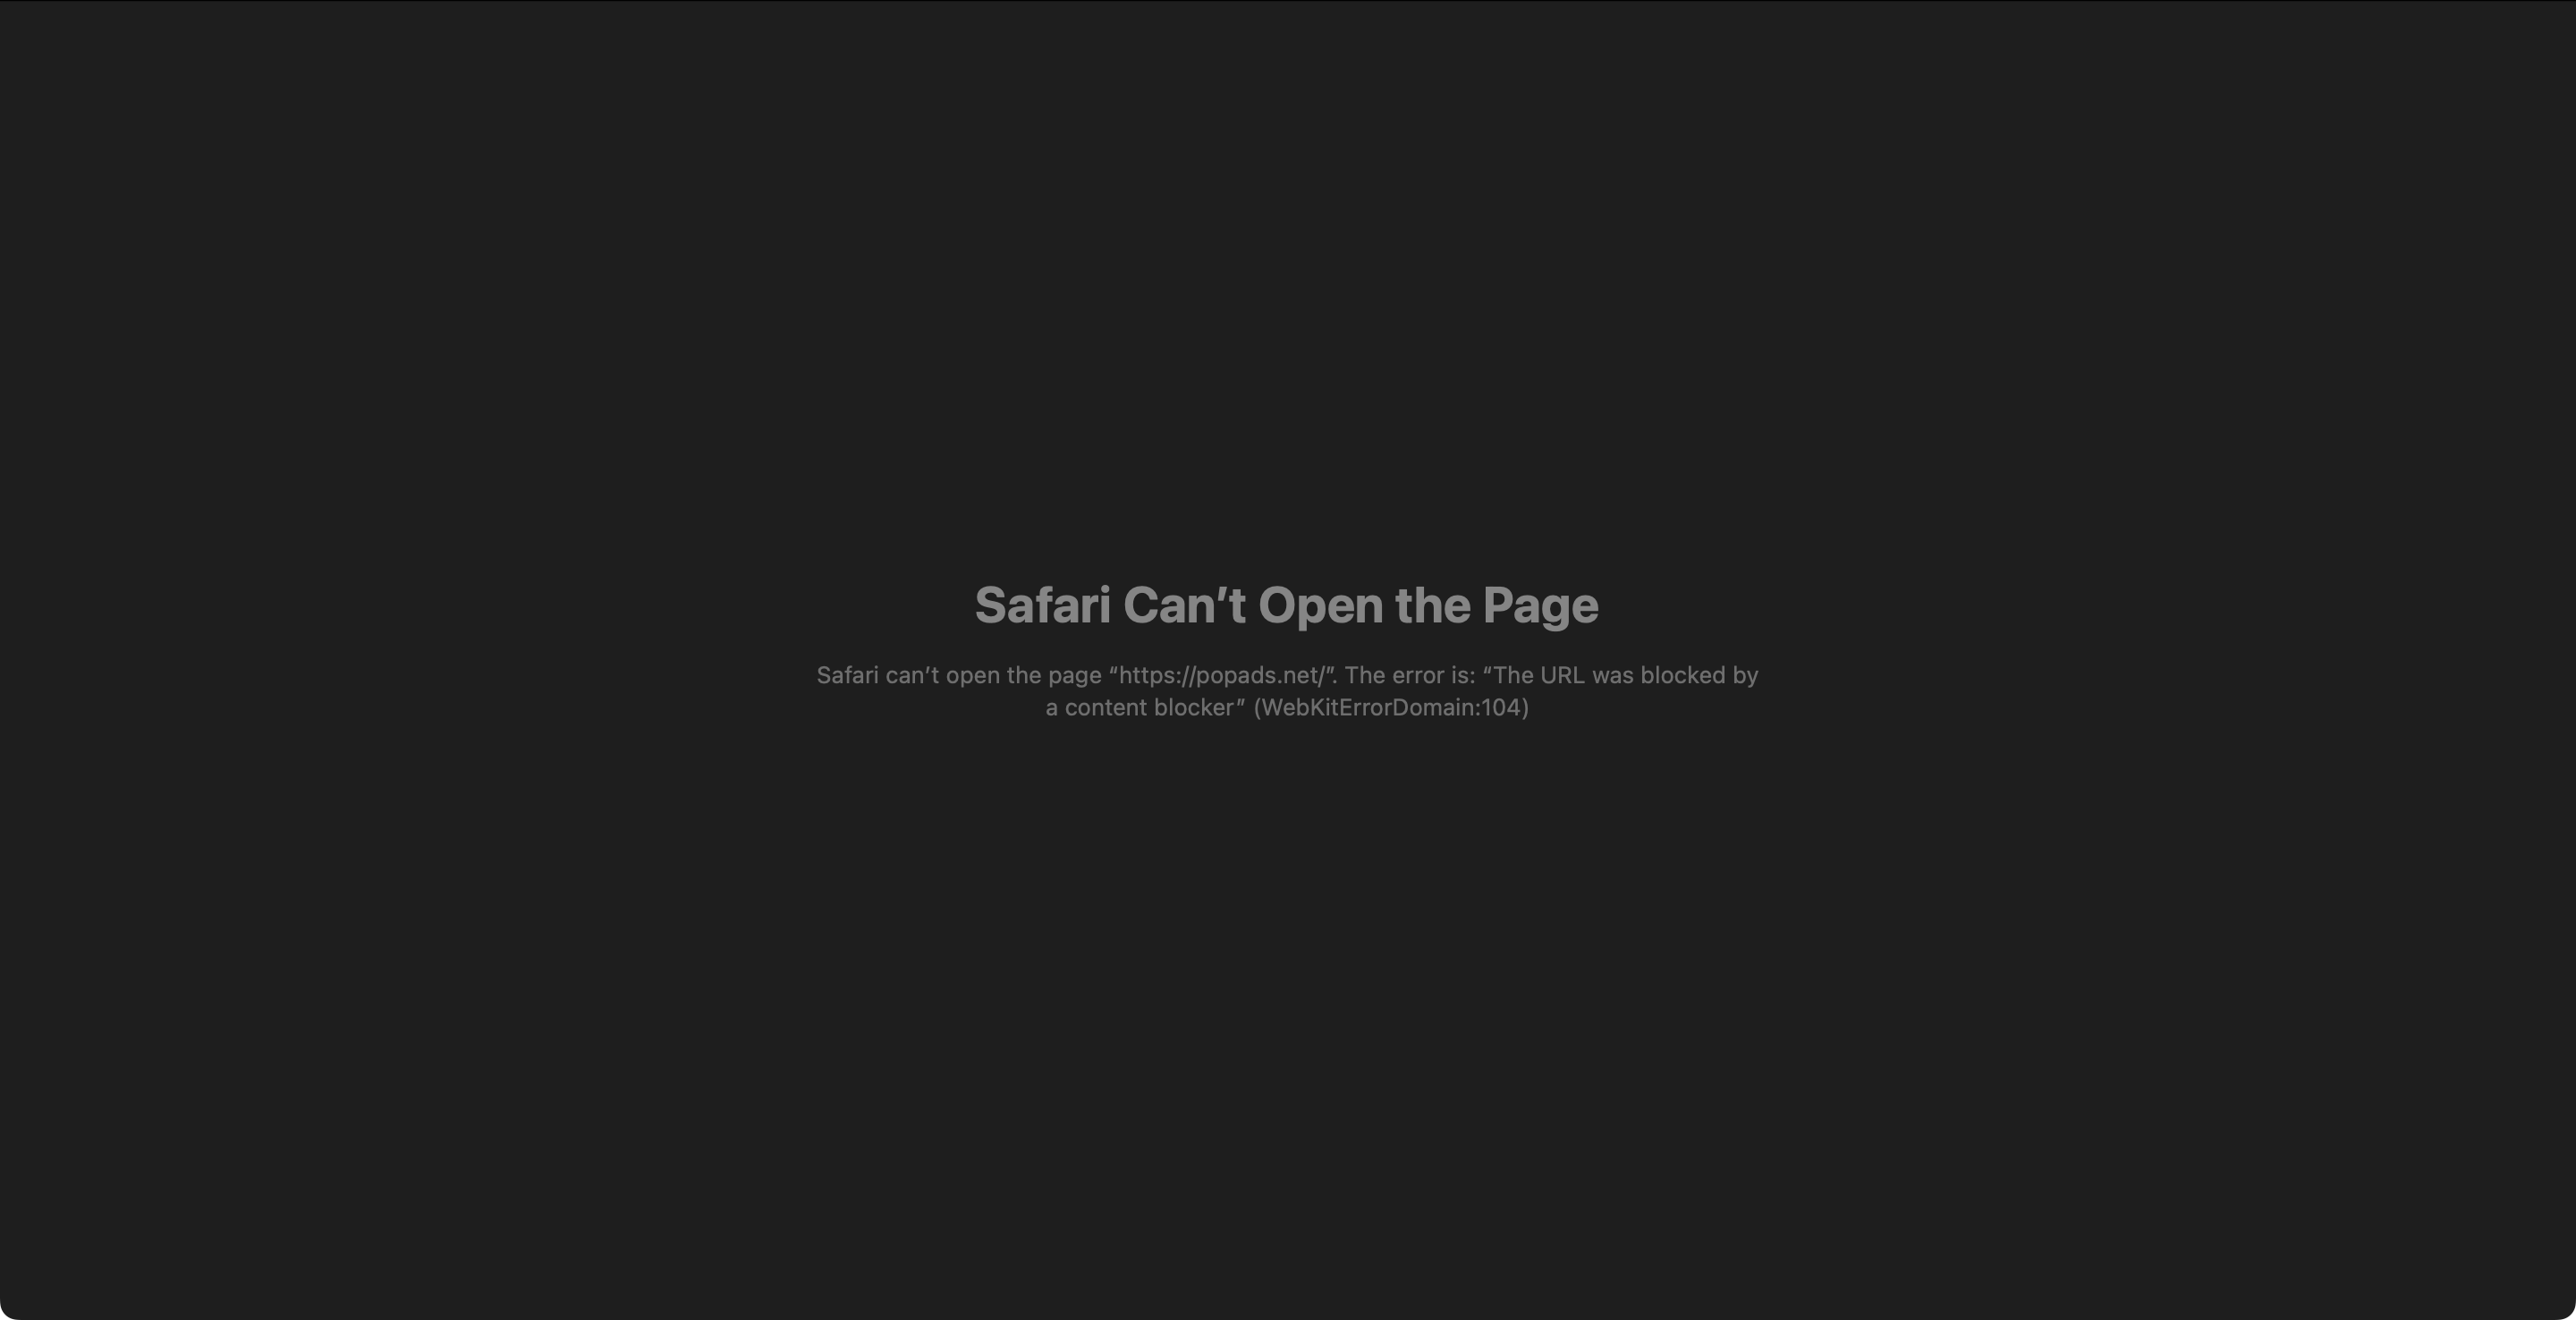 Safari Can’t Open the Page
Safari can’t open the page “https://popads.net/”. The error is: “The URL was blocked by
a content blocker” (WebKitErrorDomain:104)